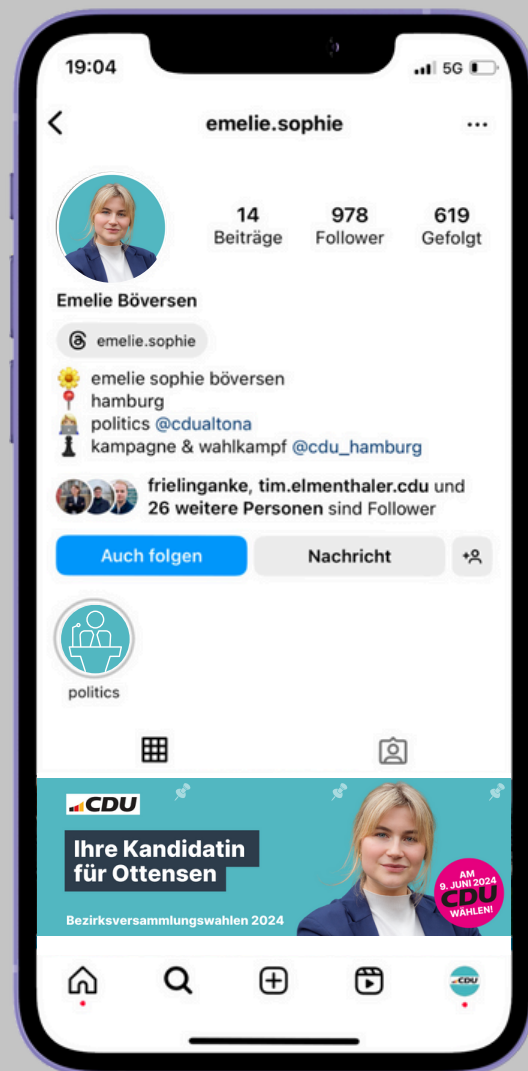 19:04 5G
emelie.sophie
14 978 619
Beiträge Follower Gefolgt
Emelie Böversen
emelie.sophie
emelie sophie böversen
hamburg
politics @cdualtona
kampagne & wahlkampf @cdu_hamburg
frielinganke, tim.elmenthaler.cdu und
26 weitere Personen sind Follower
Auch folgen Nachricht
politics
CDU
Ihre Kandidatin
für Ottensen
Bezirksversammlungswahlen 2024
AM
9. JUNI 2024
CDU
WÄHLEN!
CDU